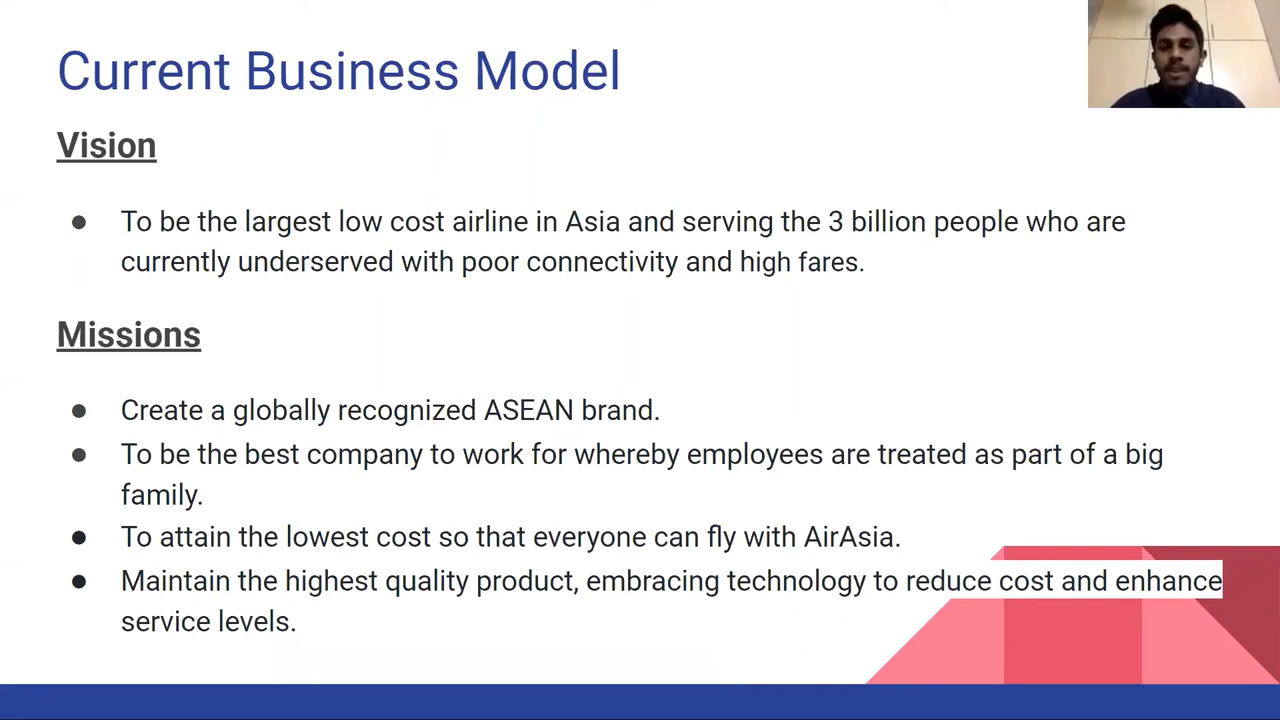 Current Business Model
Vision
● To be the largest low cost airline in Asia and serving the 3 billion people who are
currently underserved with poor connectivity and high fares.
Missions
● Create a globally recognized ASEAN brand.
● To be the best company to work for whereby employees are treated as part of a big
family.
● To attain the lowest cost so that everyone can fly with AirAsia.
● Maintain the highest quality product, embracing technology to reduce cost and enhance
service levels.